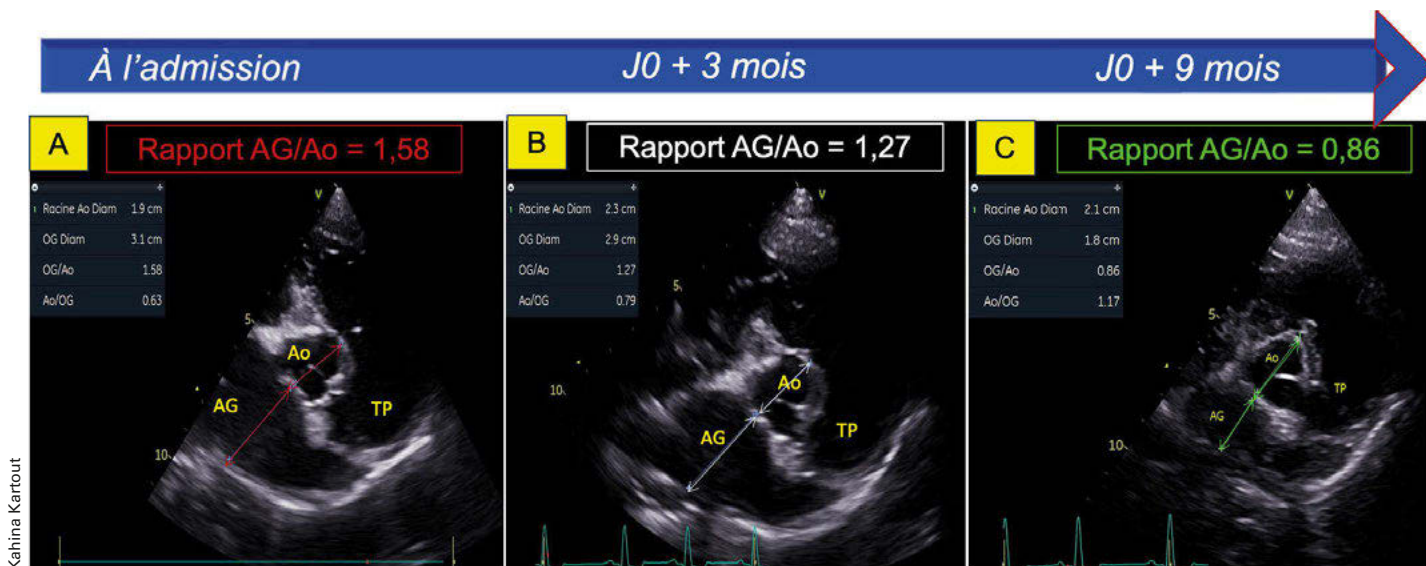 À l'admission
J0 + 3 mois
J0 + 9 mois
A
Rapport AG/Ao = 1,58
V
1 Racine Ao Diam 1.9 cm
OG Diam 3.1 cm
OG/Ao 1.58
Ao/OG 0.63
5
Ao
AG
TP
10
B
Rapport AG/Ao = 1,27
V
1 Racine Ao Diam 2.3 cm
OG Diam 2.9 cm
OG/Ao 1.27
Ao/OG 0.79
5
Ao
AG
TP
10
C
Rapport AG/Ao = 0,86
V
1 Racine Ao Diam 2.1 cm
OG Diam 1.8 cm
OG/Ao 0.86
Ao/OG 1.17
5
Ao
TP
AG
10
Kahina Kartout